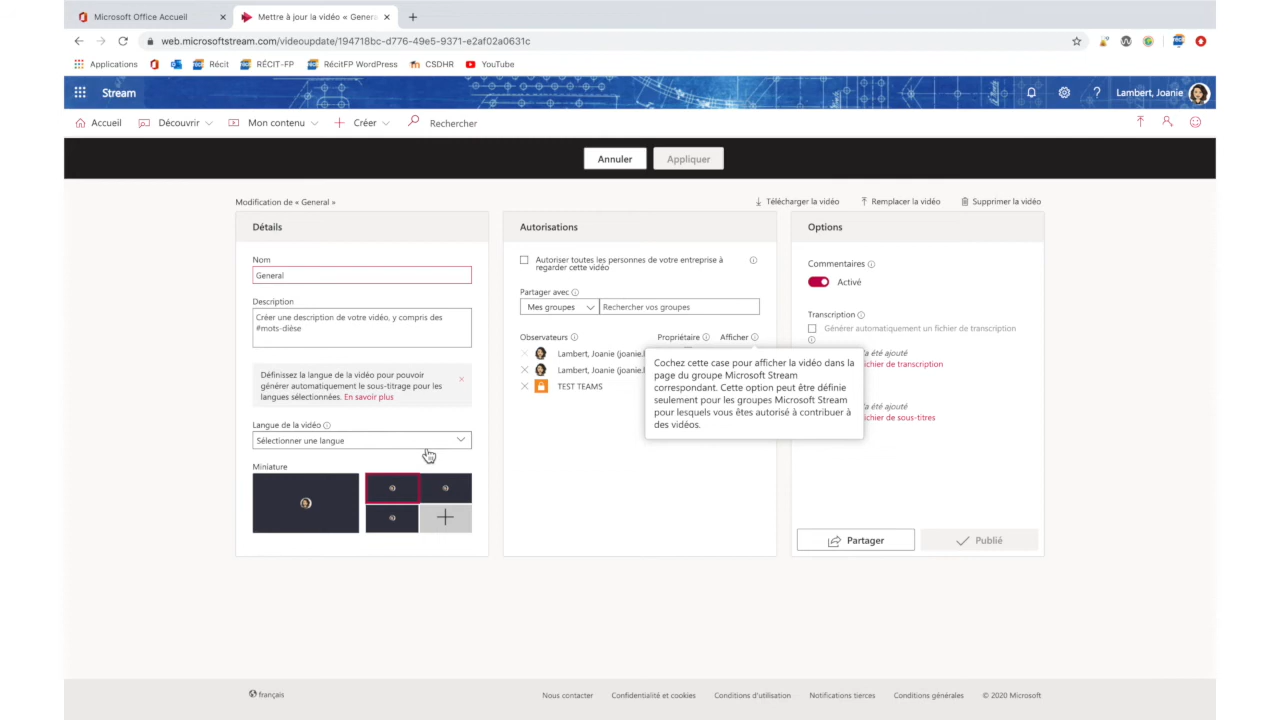 Microsoft Office Accueil
Mettre à jour la vidéo « Genera
web.microsoftstream.com/videoupdate/194718bc-d776-49e5-9371-e2af02a0631c
Applications
Récit
RÉCIT-FP
RécitFP WordPress
CSDHR
YouTube
Stream
Lambert, Joanie
Accueil
Découvrir
Mon contenu
Créer
Rechercher
Annuler
Appliquer
Modification de « General »
Télécharger la vidéo
Remplacer la vidéo
Supprimer la vidéo
Détails
Nom
General
Description
Créer une description de votre vidéo, y compris des
#mots-dièse
Définissez la langue de la vidéo pour pouvoir
générer automatiquement le sous-titrage pour les
langues sélectionnées. En savoir plus
Langue de la vidéo
Sélectionner une langue
Miniature
Autorisations
Autoriser toutes les personnes de votre entreprise à
regarder cette vidéo
Partager avec
Mes groupes
Rechercher vos groupes
Observateurs
Propriétaire
Afficher
Lambert, Joanie (joanie.l
Lambert, Joanie (joanie.l
TEST TEAMS
Cochez cette case pour afficher la vidéo dans la
page du groupe Microsoft Stream
correspondant. Cette option peut être définie
seulement pour les groupes Microsoft Stream
pour lesquels vous êtes autorisé à contribuer à
des vidéos.
Options
Commentaires
Activé
Transcription
Générer automatiquement un fichier de transcription
'a été ajouté
ichier de transcription
'a été ajouté
ichier de sous-titres
Partager
Publié
français
Nous contacter
Confidentialité et cookies
Conditions d'utilisation
Notifications tierces
Conditions générales
© 2020 Microsoft